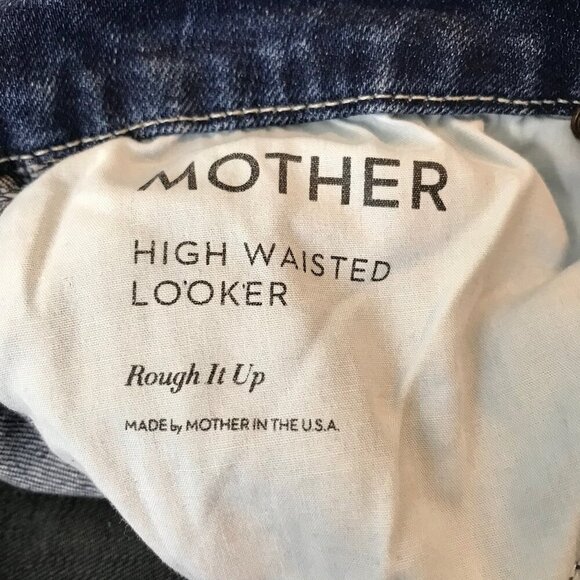 MOTHER
HIGH WAISTED
LOOKER
Rough It Up
MADE by MOTHER IN THE U.S.A.